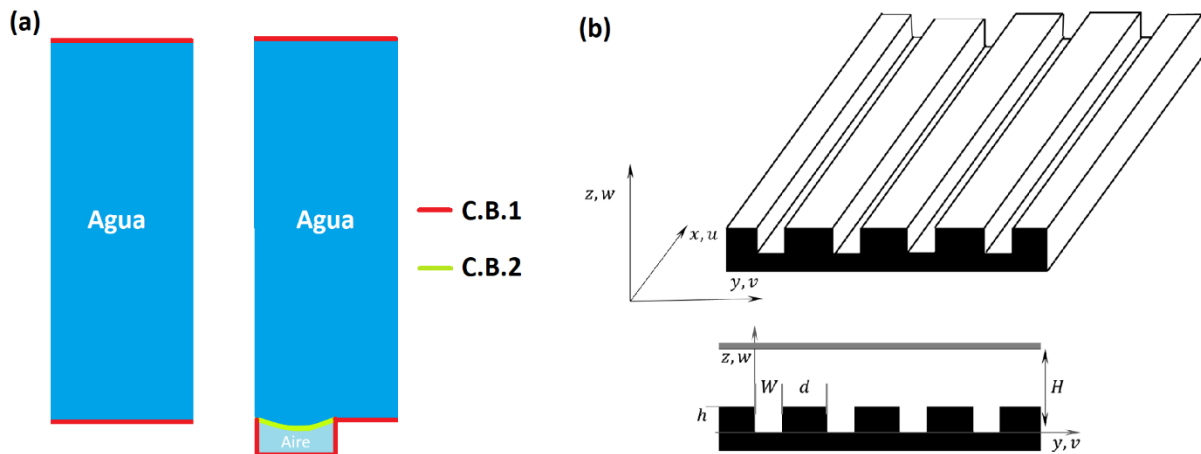 (a)
Agua
Agua
Aire
C.B.1
C.B.2
(b)
z, w
x, u
y, v
z, w
W
d
H
h
y, v